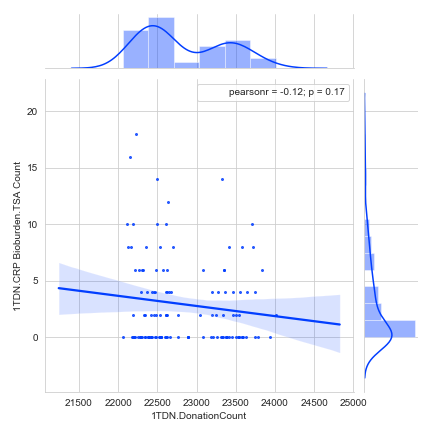 pearsonr = -0.12; p = 0.17
20
15
10
5
0
1TDN.CRP Bioburden.TSA Count
21500 22000 22500 23000 23500 24000 24500 25000
1TDN.DonationCount